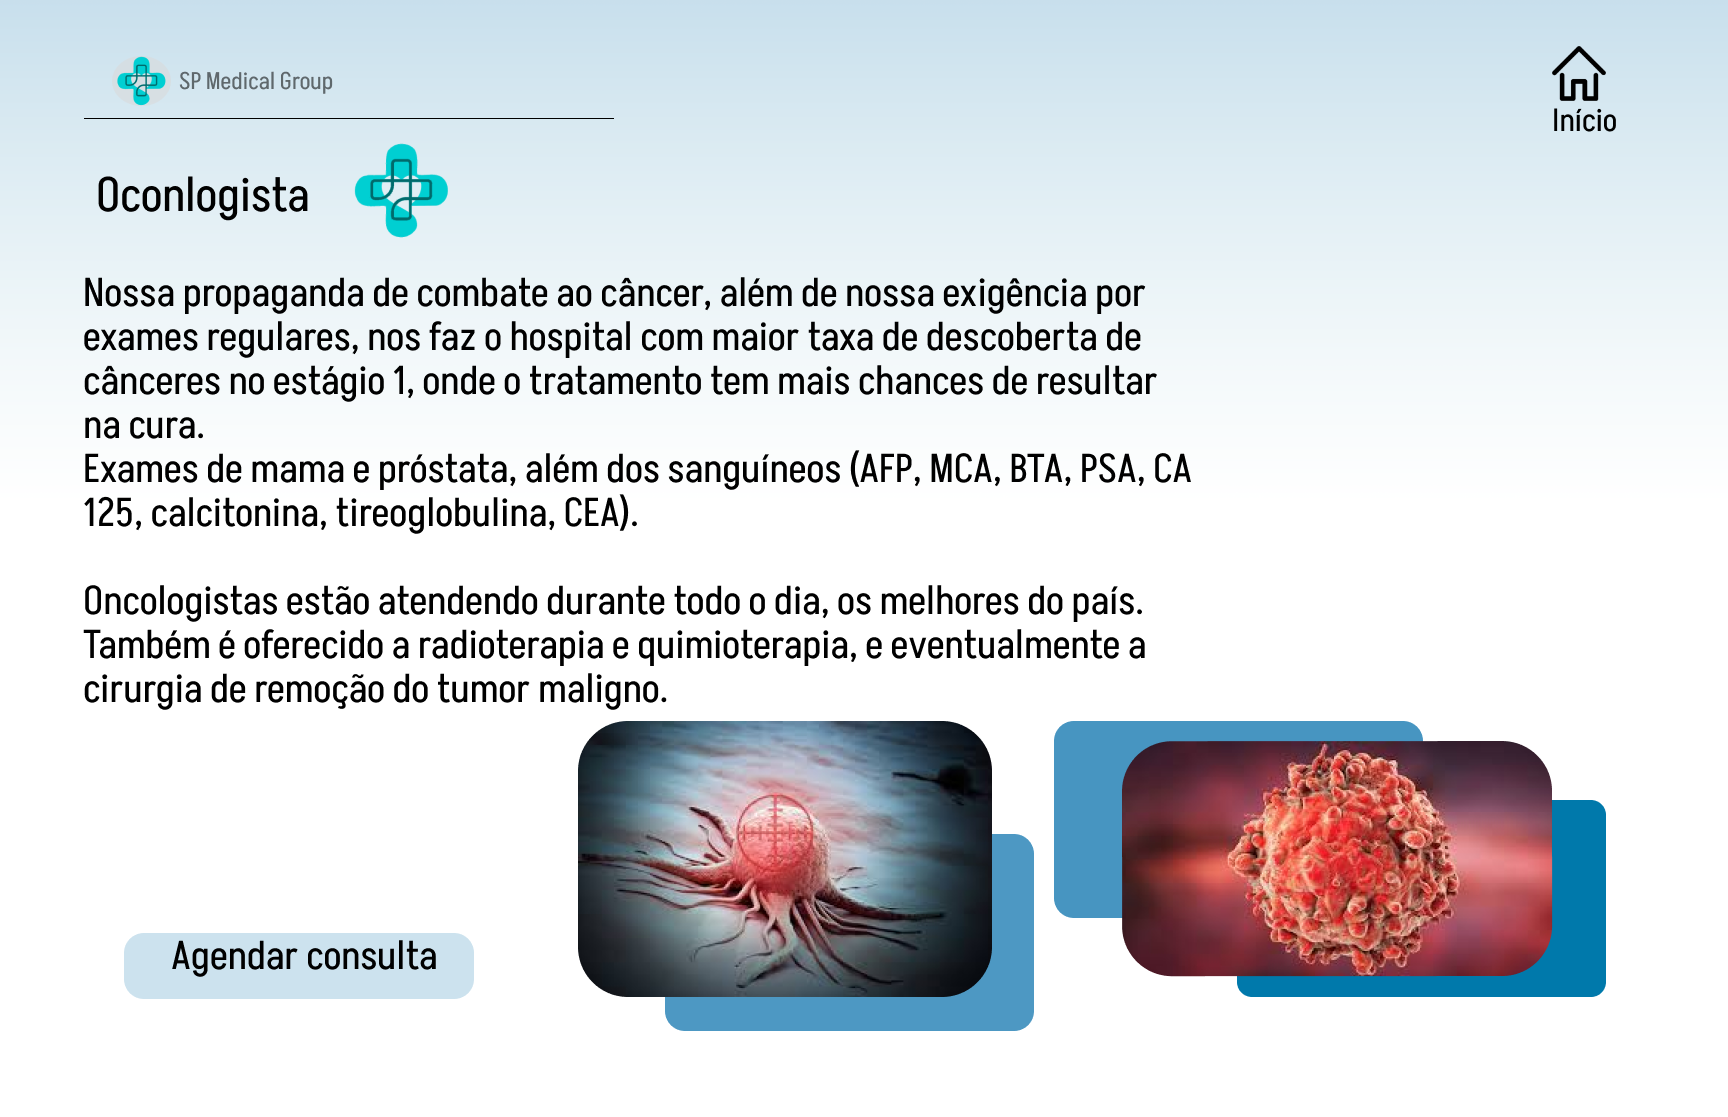 SP Medical Group
Início
Oconlogista
Nossa propaganda de combate ao câncer, além de nossa exigência por
exames regulares, nos faz o hospital com maior taxa de descoberta de
cânceres no estágio 1, onde o tratamento tem mais chances de resultar
na cura.
Exames de mama e próstata, além dos sanguíneos (AFP, MCA, BTA, PSA, CA
125, calcitonina, tireoglobulina, CEA).
Oncologistas estão atendendo durante todo o dia, os melhores do país.
Também é oferecido a radioterapia e quimioterapia, e eventualmente a
cirurgia de remoção do tumor maligno.
Agendar consulta